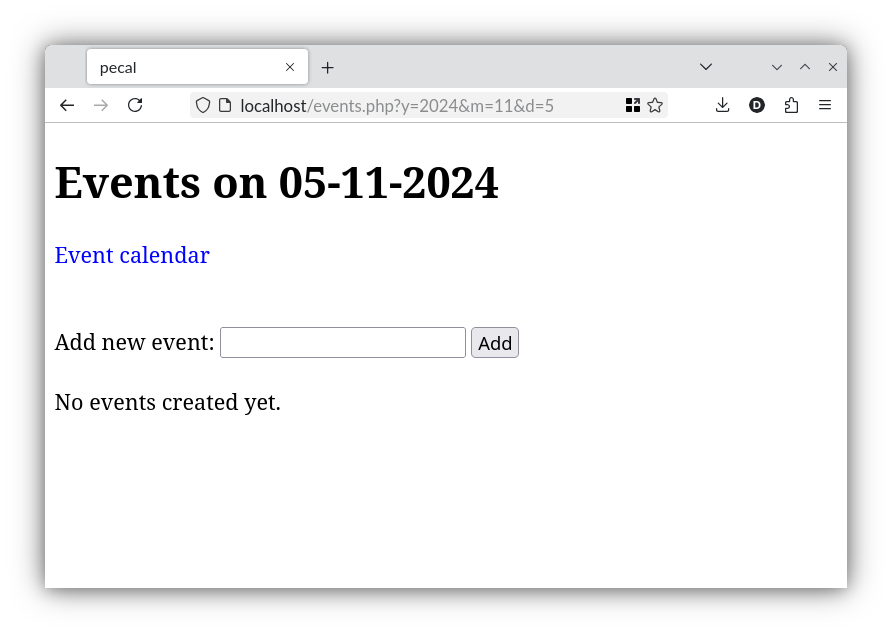 pecal
localhost/events.php?y=2024&m=11&d=5
D
Events on 05-11-2024
Event calendar
Add new event: Add
No events created yet.